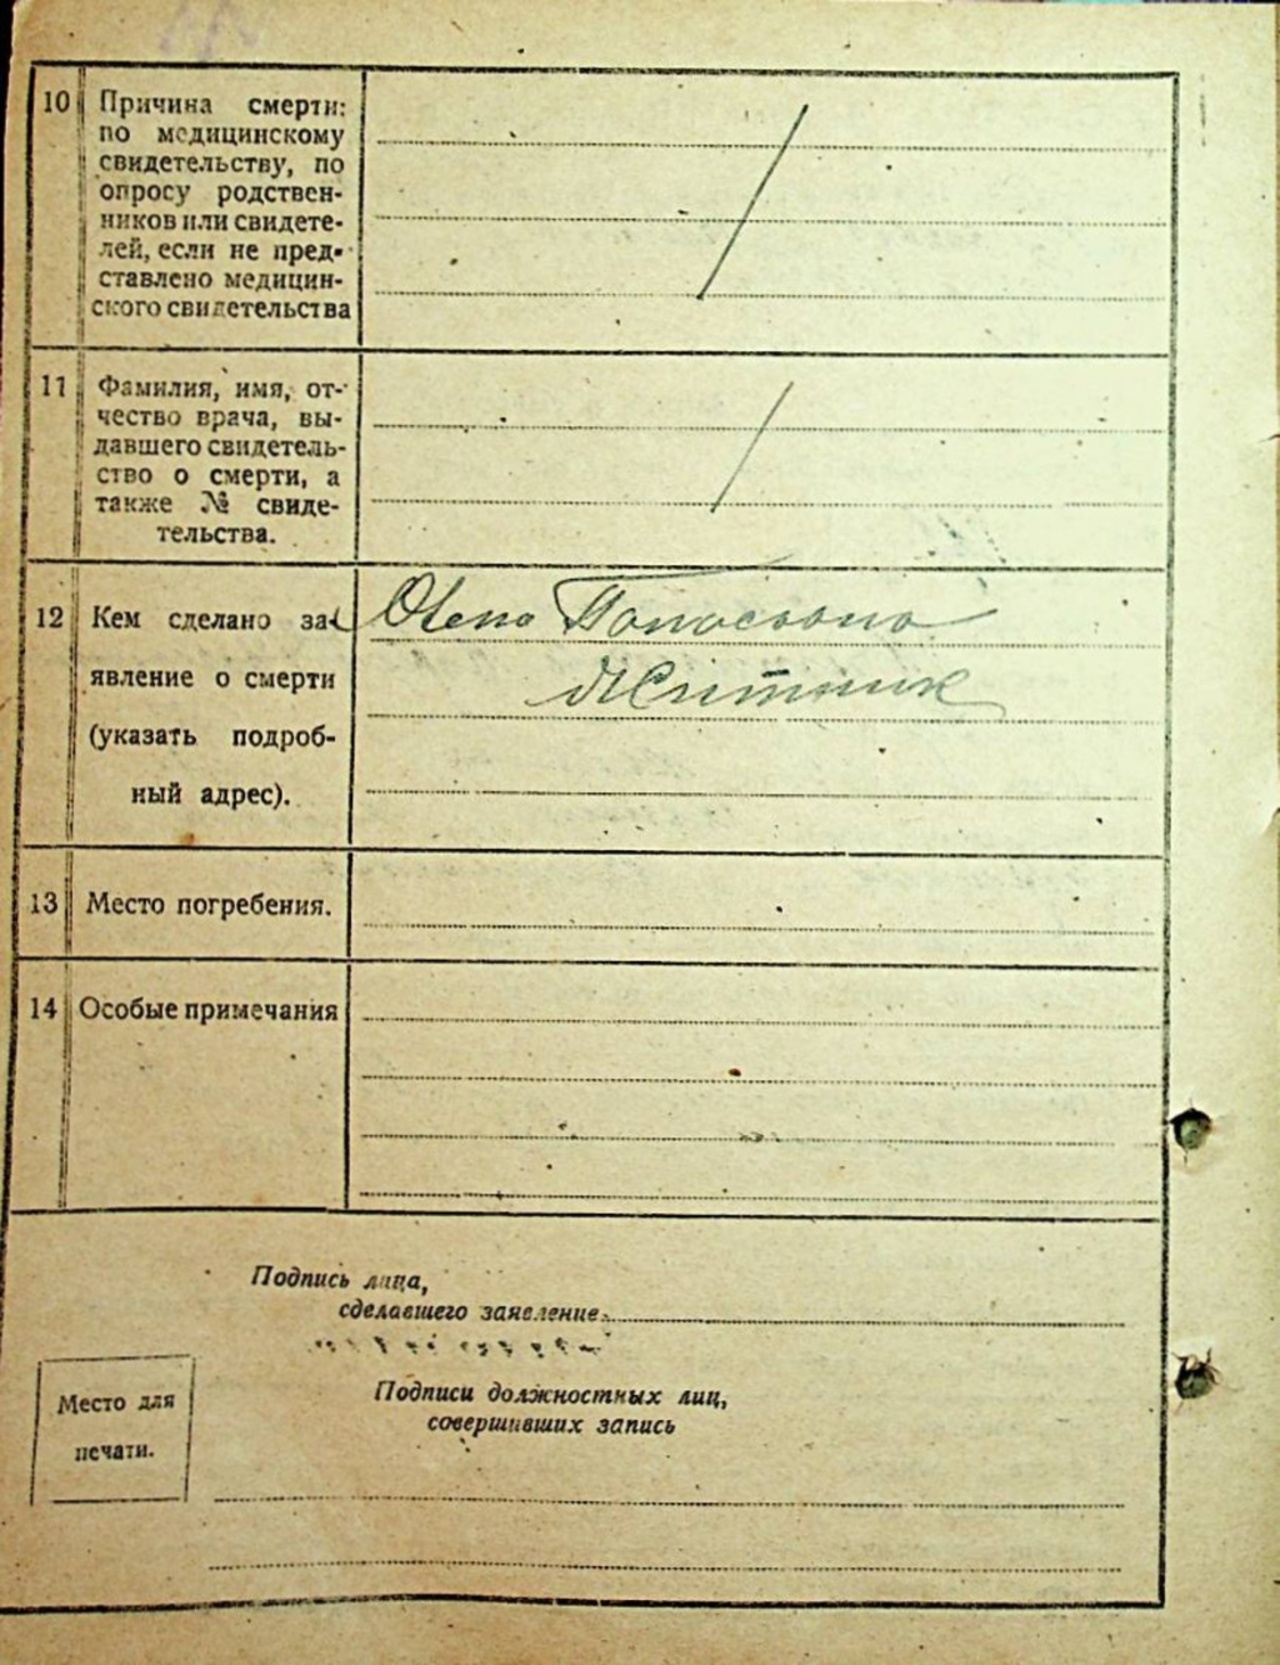 10 Причина смерти:
по медицинскому
свидетельству, по
опросу родствен-
ников или свидете-
лей, если не пред-
ставлено медицин-
ского свидетельства
11 Фамилия, имя, от-
чество врача, вы-
давшего свидетель-
ство о смерти, а
также № свиде-
тельства.
12 Кем сделано за-
явление о смерти
(указать подроб-
ный адрес).
Олена Панасовна
Житник
13 Место погребения.
14 Особые примечания
Подпись лица,
сделавшего заявление
Подписи должностных лиц,
совершивших запись
Место для
печати.